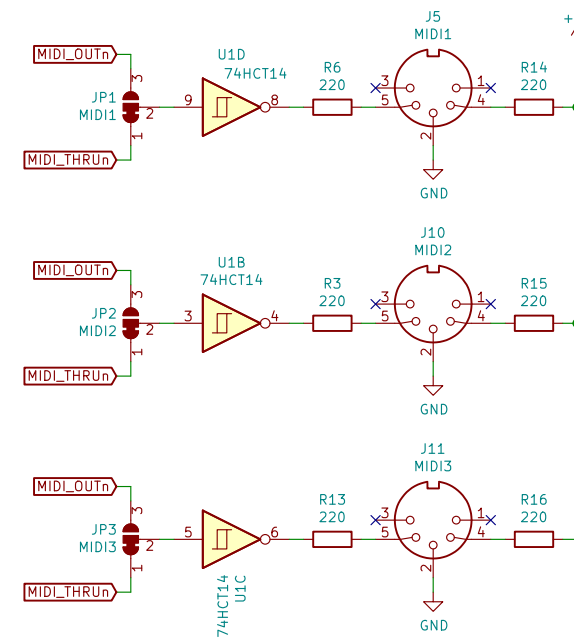 J5
MIDI1
+
MIDI_OUTn
3
JP1
MIDI1
2
1
MIDI_THRUn
U1D
74HCT14
9
8
R6
220
3
1
5
4
2
GND
R14
220
J10
MIDI2
MIDI_OUTn
3
JP2
MIDI2
2
1
MIDI_THRUn
U1B
74HCT14
3
4
R3
220
3
1
5
4
2
GND
R15
220
J11
MIDI3
MIDI_OUTn
3
JP3
MIDI3
2
1
MIDI_THRUn
5
6
74HCT14
U1C
R13
220
3
1
5
4
2
GND
R16
220